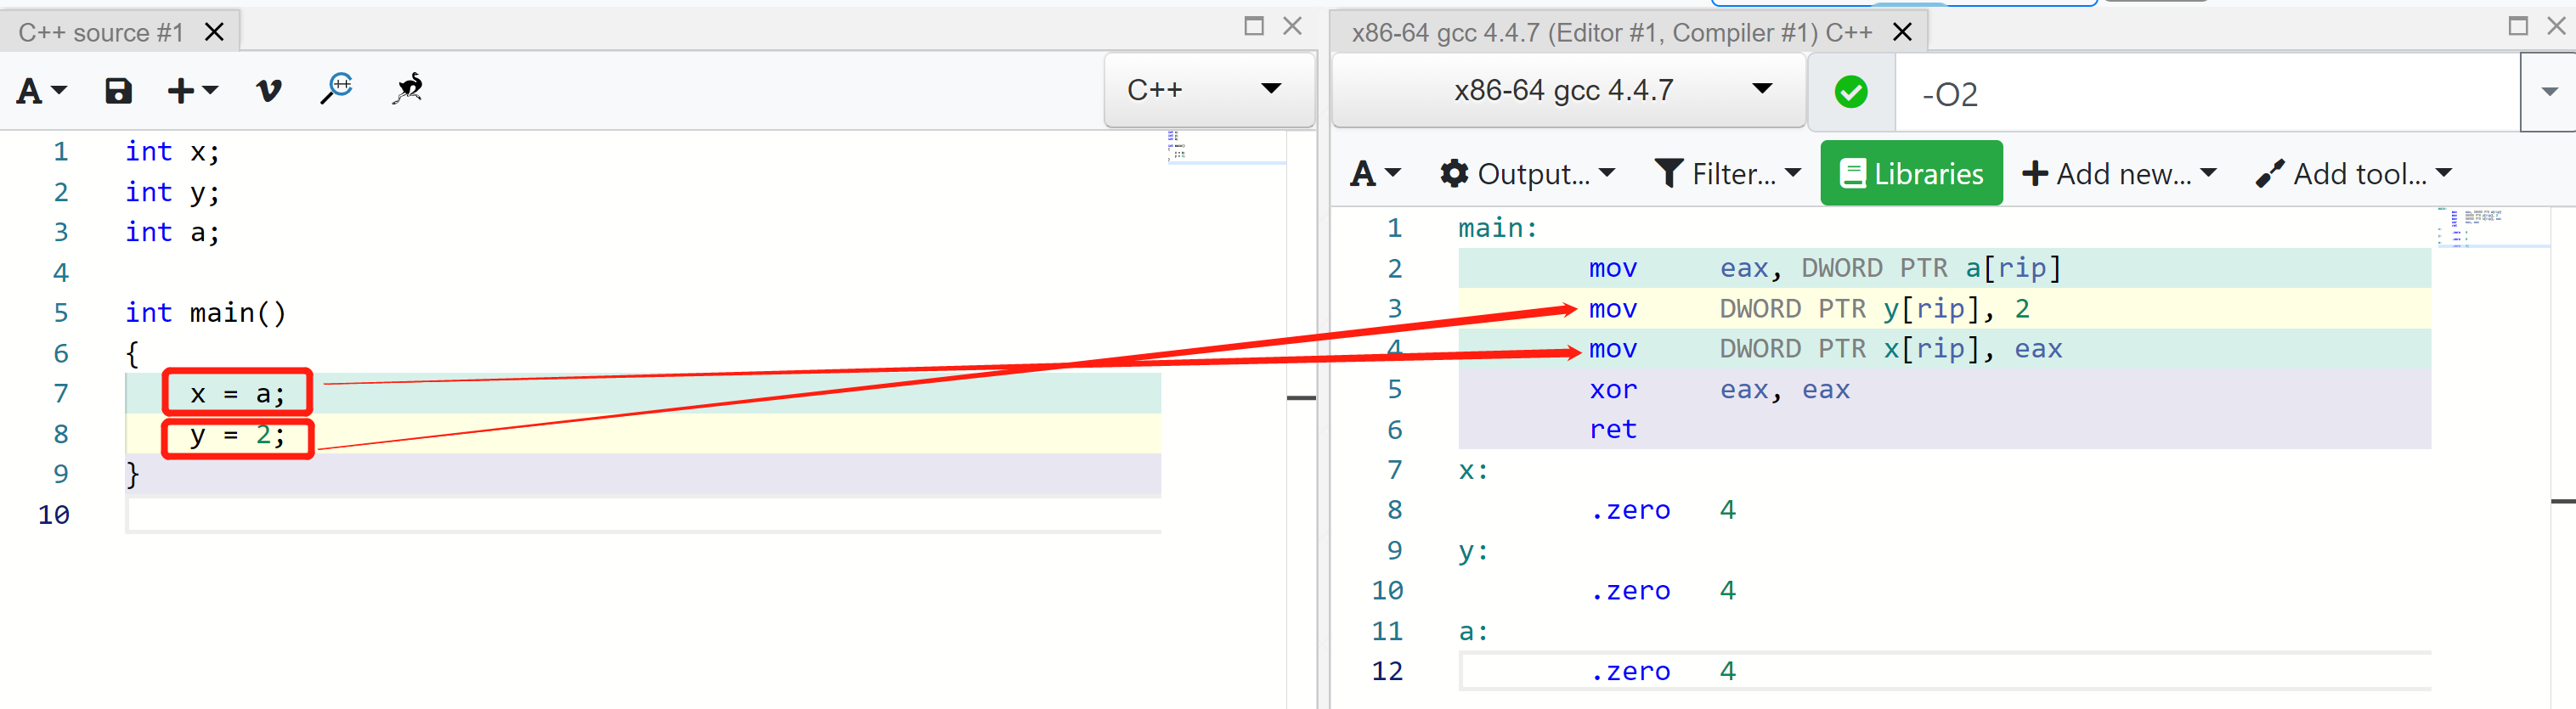 C++ source #1
A
C++
1 int x;
2 int y;
3 int a;
4
5 int main()
6 {
7 x = a;
8 y = 2;
9 }
10
x86-64 gcc 4.4.7 (Editor #1, Compiler #1) C++
x86-64 gcc 4.4.7
-O2
A Output... Filter... Libraries Add new... Add tool...
1 main:
2 mov eax, DWORD PTR a[rip]
3 mov DWORD PTR y[rip], 2
4 mov DWORD PTR x[rip], eax
5 xor eax, eax
6 ret
7 x:
8 .zero 4
9 y:
10 .zero 4
11 a:
12 .zero 4